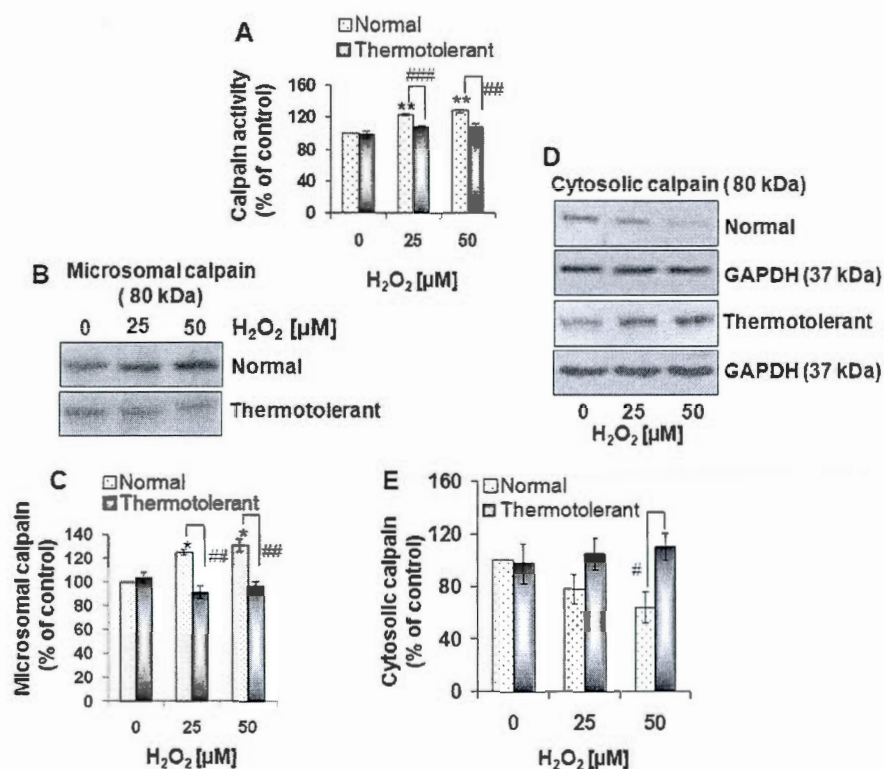 A
Normal
Thermotolerant
###
##
**
**
160
120
80
40
0
Calpain activity
(% of control)
0 25 50
H₂O₂ [µM]
B
Microsomal calpain
( 80 kDa)
0 25 50 H₂O₂ [µM]
Normal
Thermotolerant
D
Cytosolic calpain ( 80 kDa)
Normal
GAPDH (37 kDa)
Thermotolerant
GAPDH (37 kDa)
0 25 50
H₂O₂ [µM]
C
Normal
Thermotolerant
*
##
*
##
140
120
100
80
60
40
20
0
Microsomal calpain
(% of control)
0 25 50
H₂O₂ [µM]
E
Normal
Thermotolerant
#
160
120
80
40
0
Cytosolic calpain
(% of control)
0 25 50
H₂O₂ [µM]